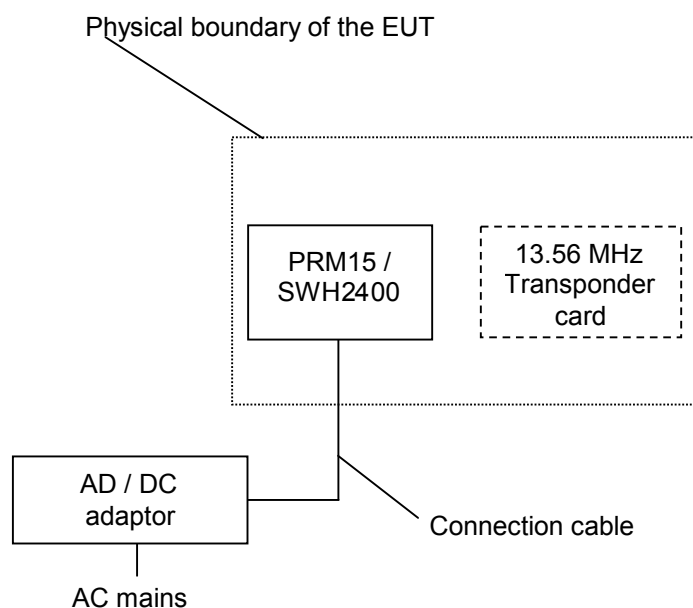 Physical boundary of the EUT
PRM15 /
SWH2400
13.56 MHz
Transponder
card
AD / DC
adaptor
Connection cable
AC mains